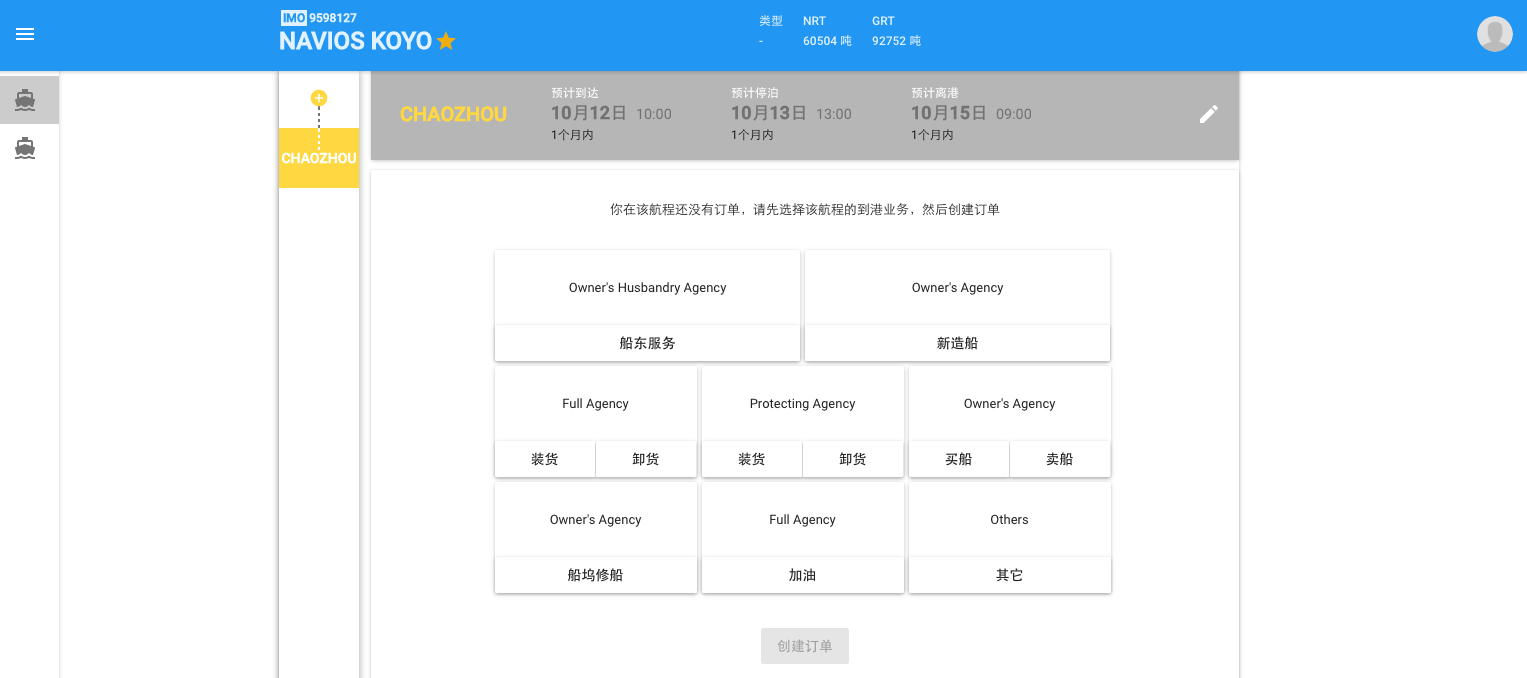 IMO 9598127
NAVIOS KOYO
类型 NRT GRT
- 60504 吨 92752 吨
CHAOZHOU
CHAOZHOU
预计到达 预计停泊 预计离港
10月12日 10:00 10月13日 13:00 10月15日 09:00
1个月内 1个月内 1个月内
你在该航程还没有订单，请先选择该航程的到港业务，然后创建订单
Owner's Husbandry Agency Owner's Agency
船东服务 新造船
Full Agency Protecting Agency Owner's Agency
装货 卸货 装货 卸货 买船 卖船
Owner's Agency Full Agency Others
船坞修船 加油 其它
创建订单